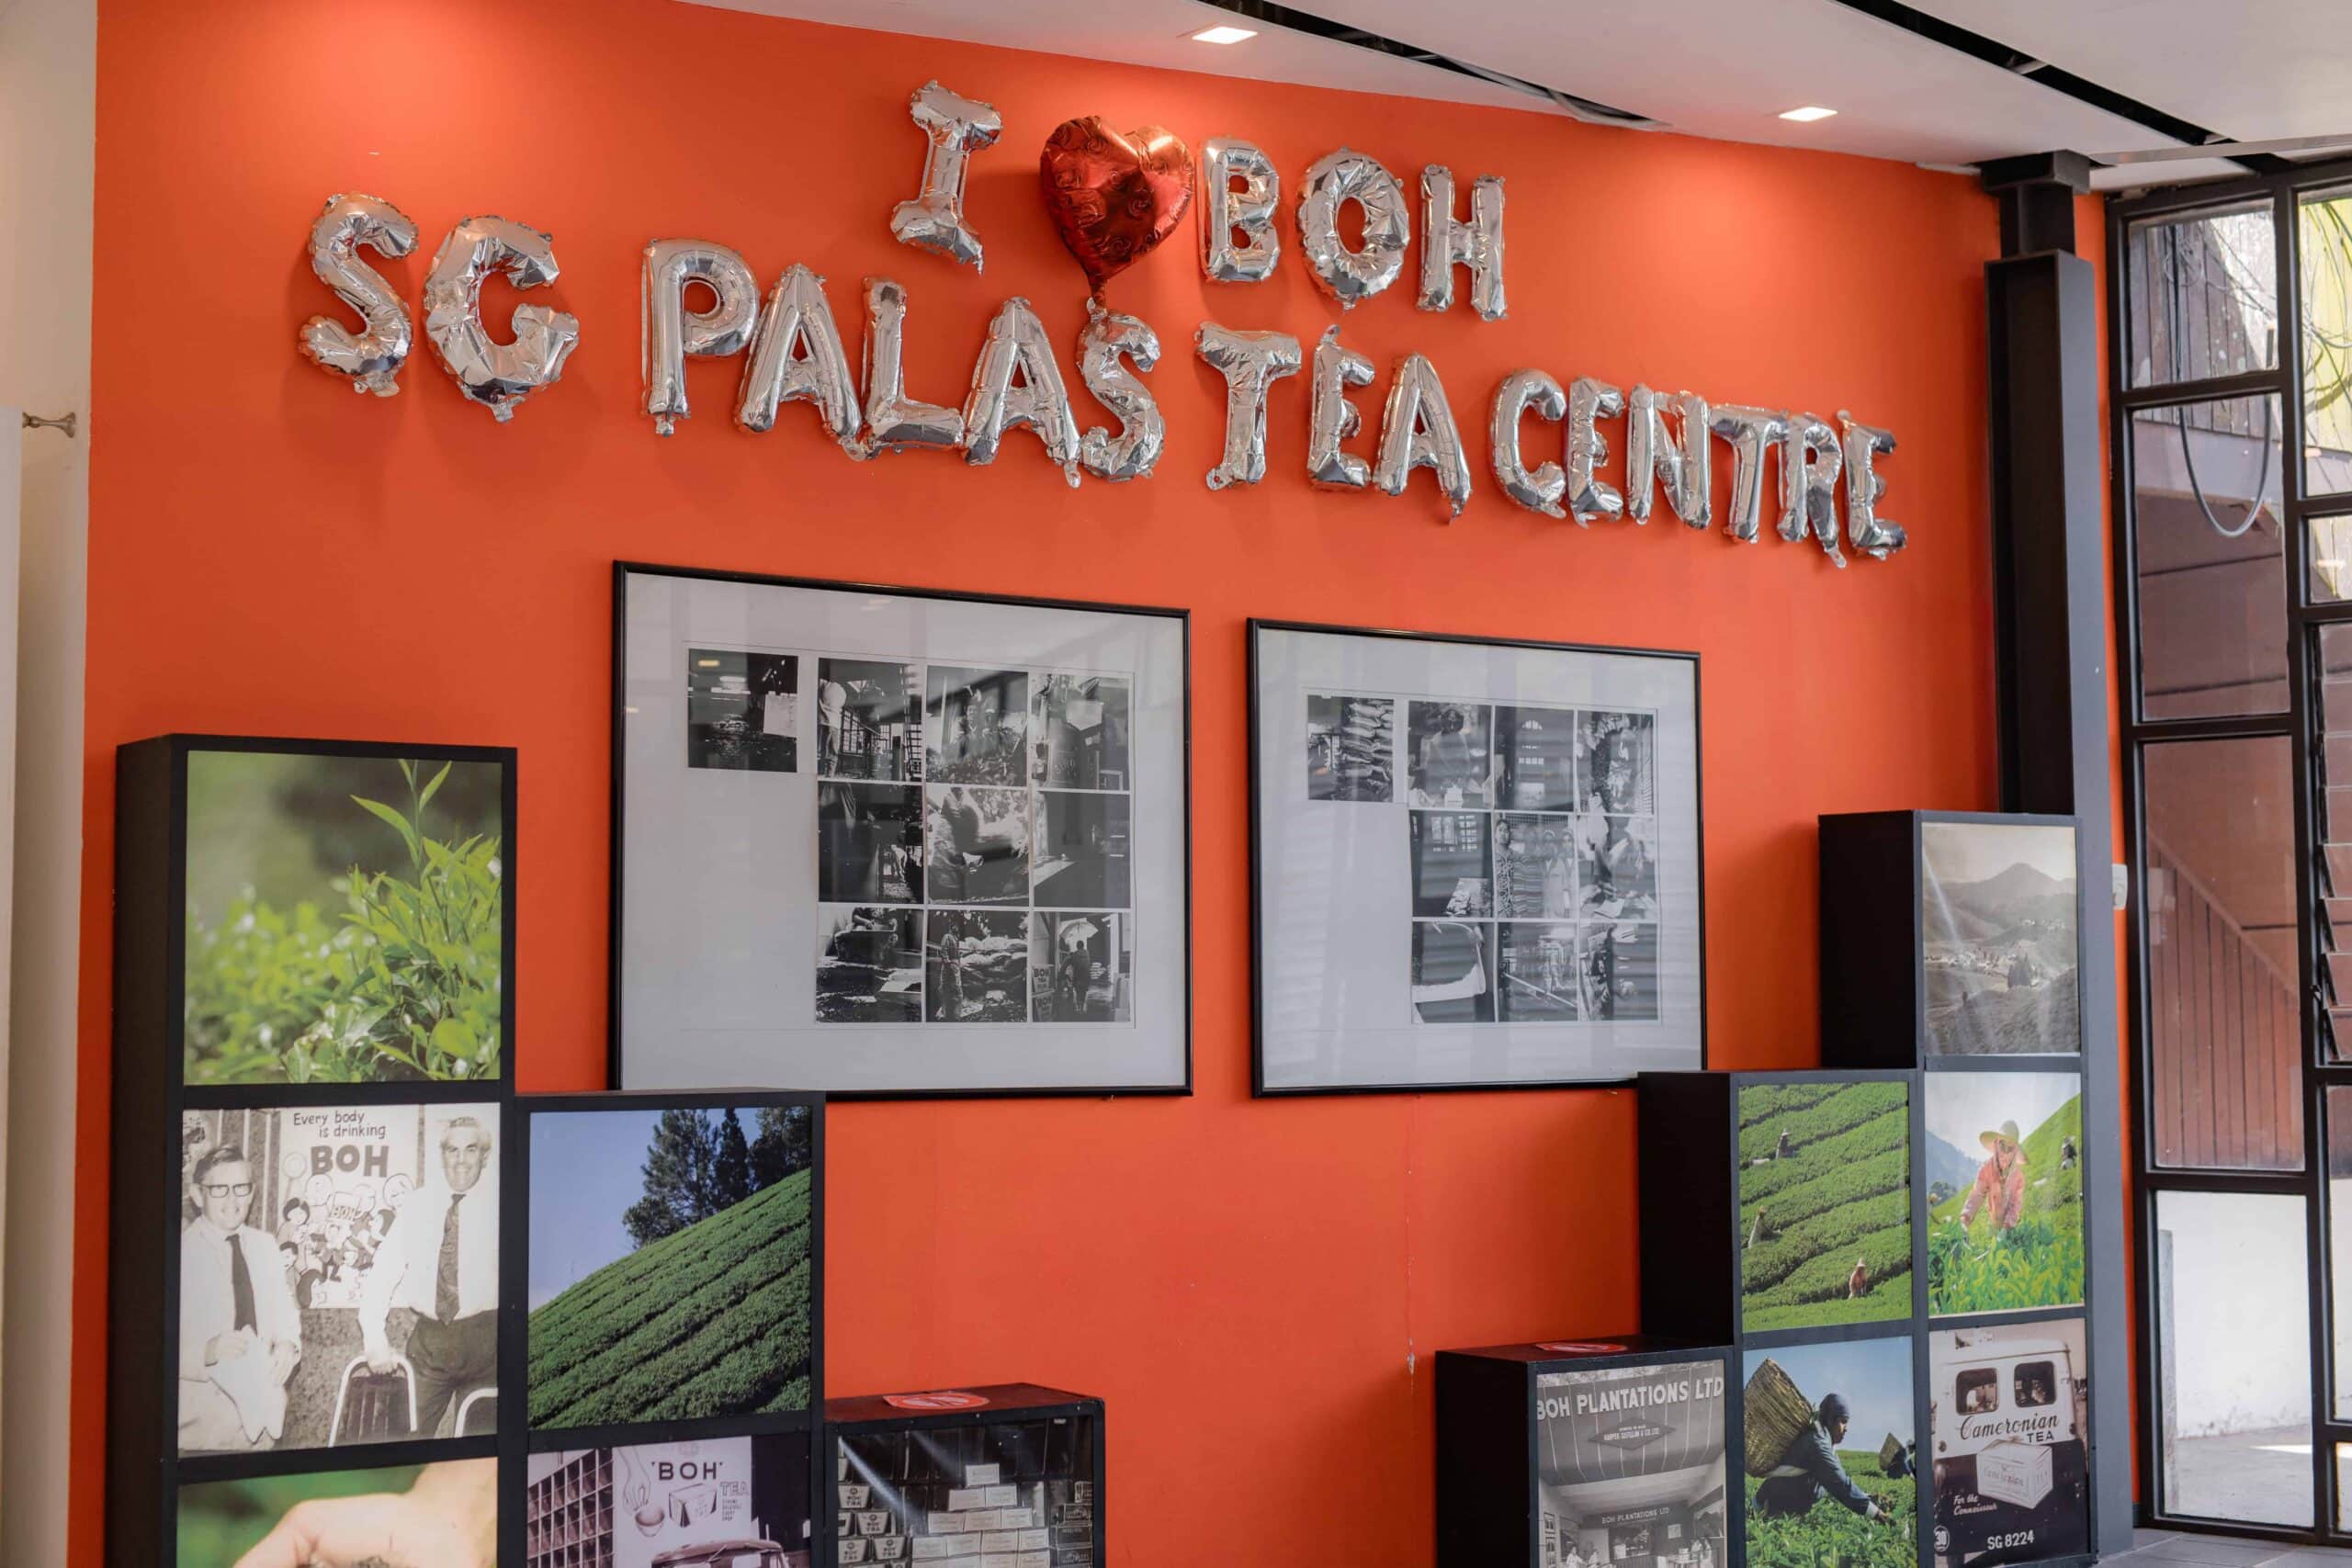 I BOH
SG PALAS TEA CENTRE
Every body
is drinking
BOH
'BOH'
TEA
BOH PLANTATIONS LTD
BOH PLANTATIONS LTD
Cameronian
TEA
For the
Connoisseur
SG 8224